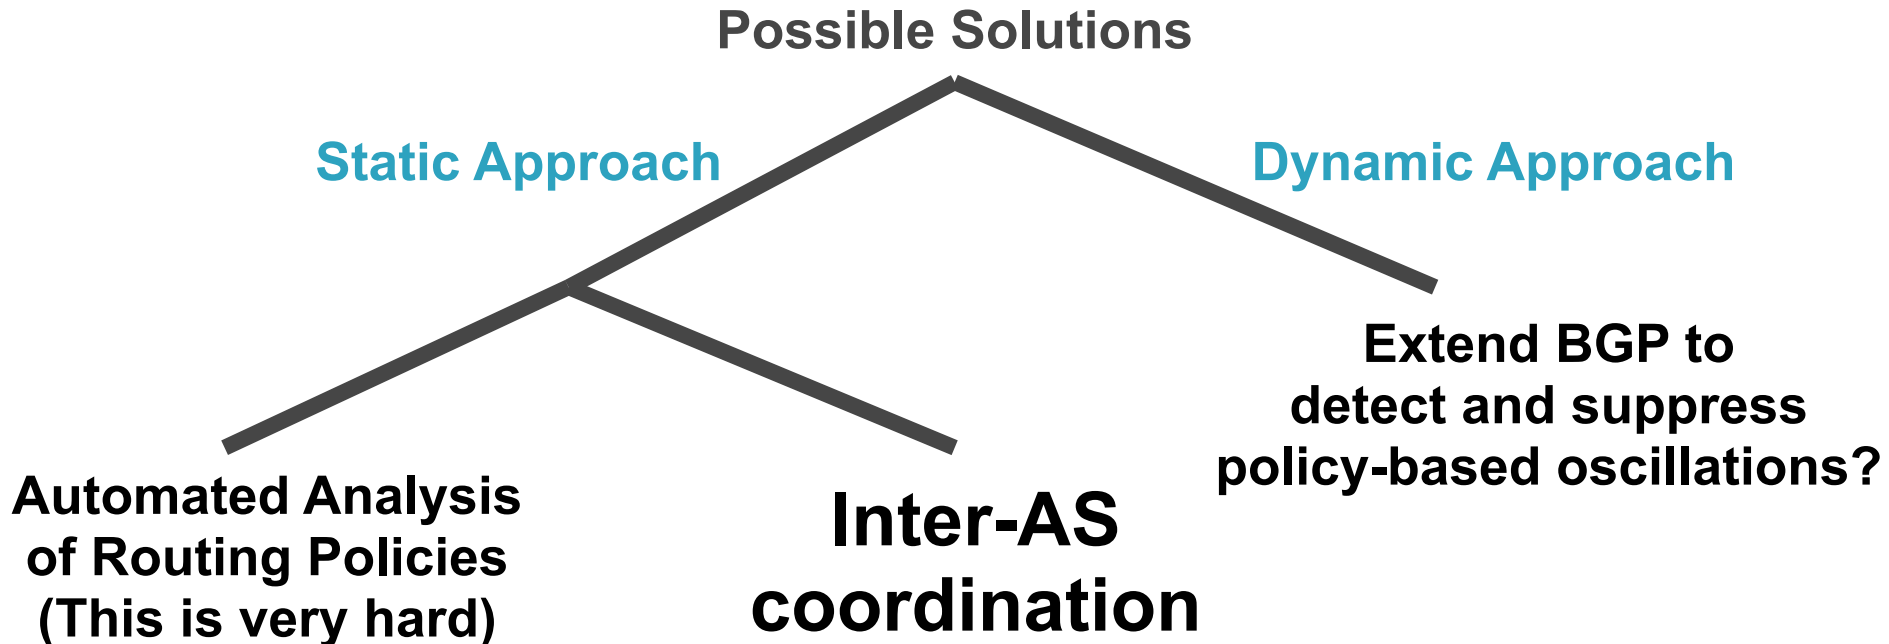 Possible Solutions
Static Approach
Dynamic Approach
Extend BGP to
detect and suppress
policy-based oscillations?
Automated Analysis
of Routing Policies
(This is very hard)
Inter-AS
coordination